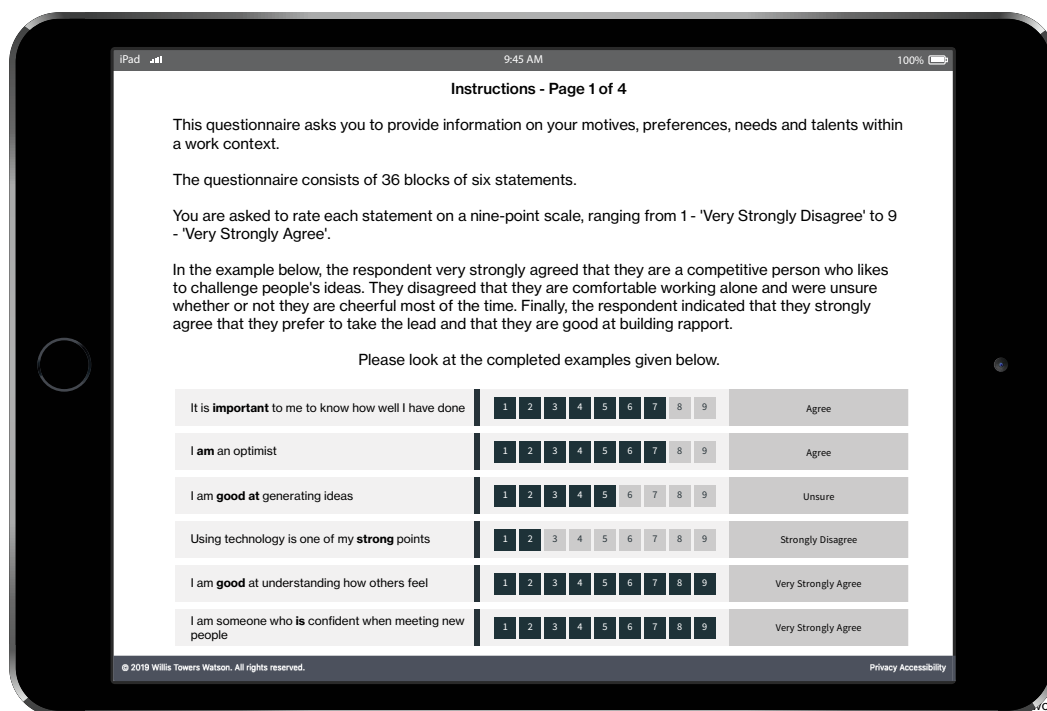 iPad 9:45 AM 100%
Instructions - Page 1 of 4
This questionnaire asks you to provide information on your motives, preferences, needs and talents within
a work context.
The questionnaire consists of 36 blocks of six statements.
You are asked to rate each statement on a nine-point scale, ranging from 1 - 'Very Strongly Disagree' to 9
- 'Very Strongly Agree'.
In the example below, the respondent very strongly agreed that they are a competitive person who likes
to challenge people's ideas. They disagreed that they are comfortable working alone and were unsure
whether or not they are cheerful most of the time. Finally, the respondent indicated that they strongly
agree that they prefer to take the lead and that they are good at building rapport.
Please look at the completed examples given below.
It is important to me to know how well I have done 1 2 3 4 5 6 7 8 9 Agree
I am an optimist 1 2 3 4 5 6 7 8 9 Agree
I am good at generating ideas 1 2 3 4 5 6 7 8 9 Unsure
Using technology is one of my strong points 1 2 3 4 5 6 7 8 9 Strongly Disagree
I am good at understanding how others feel 1 2 3 4 5 6 7 8 9 Very Strongly Agree
I am someone who is confident when meeting new
people 1 2 3 4 5 6 7 8 9 Very Strongly Agree
© 2019 Willis Towers Watson. All rights reserved. Privacy Accessibility